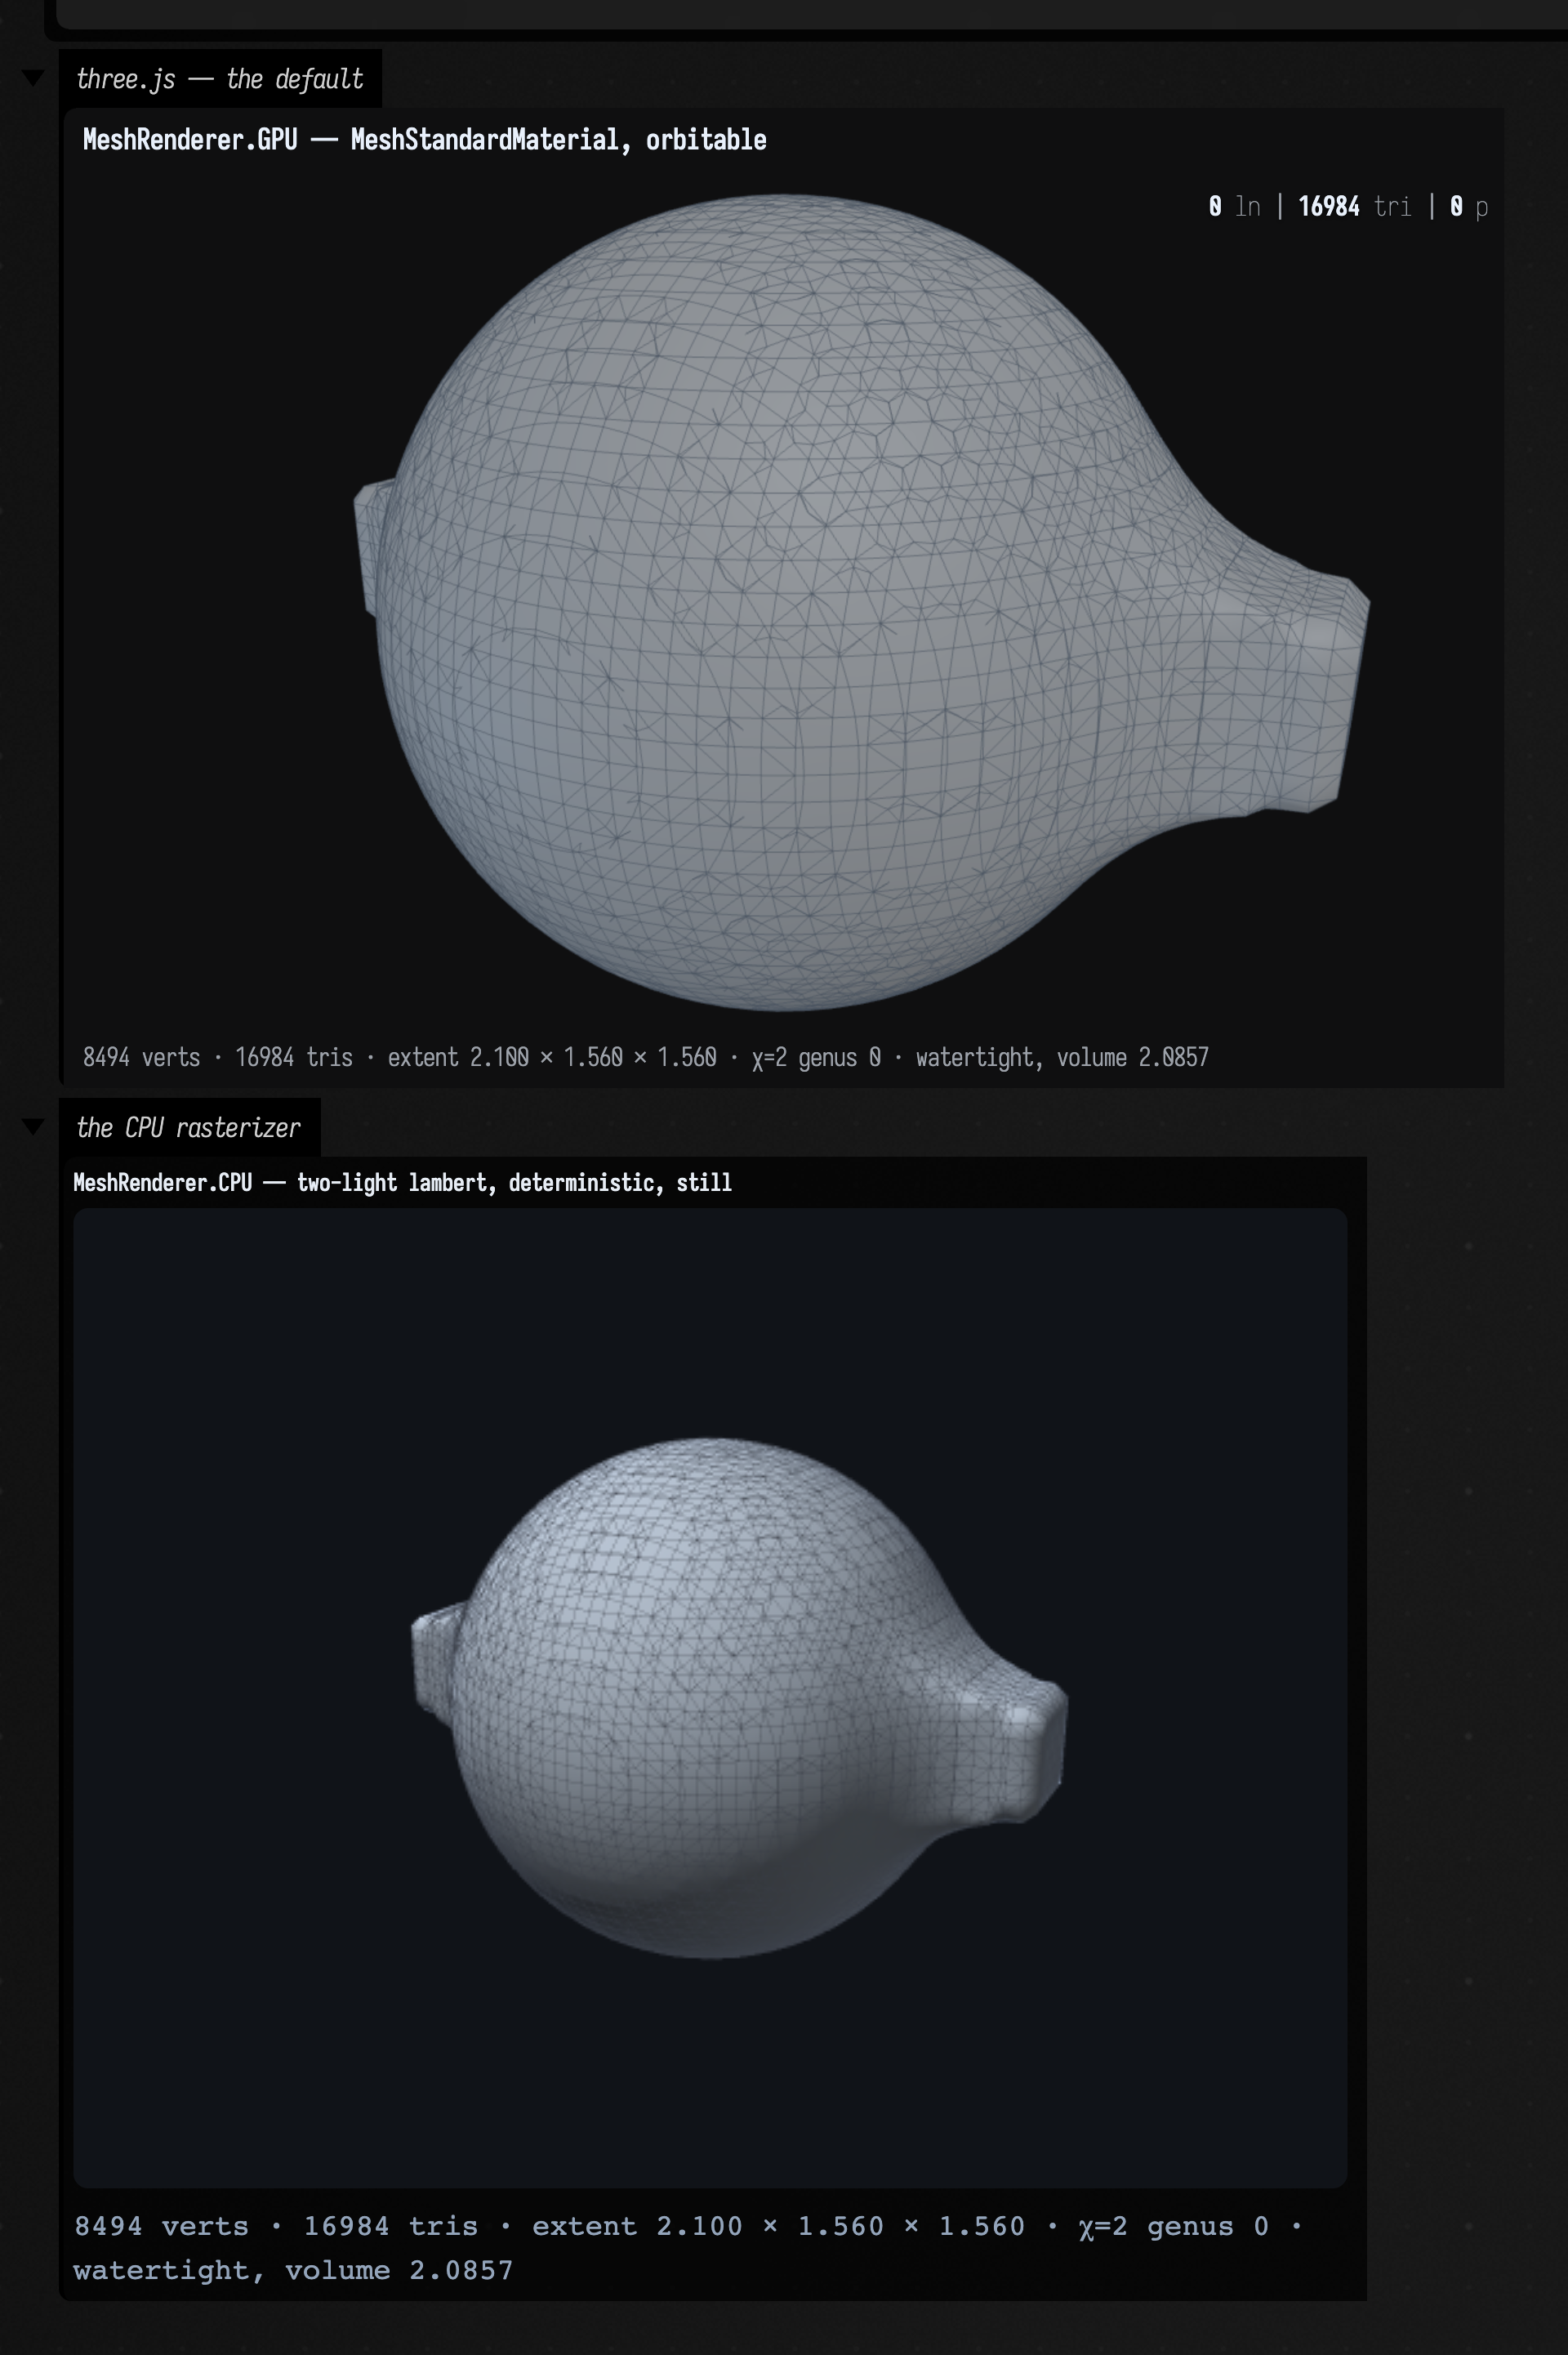 three.js — the default
MeshRenderer.GPU — MeshStandardMaterial, orbitable
0 ln | 16984 tri | 0 p
8494 verts · 16984 tris · extent 2.100 × 1.560 × 1.560 · χ=2 genus 0 · watertight, volume 2.0857
the CPU rasterizer
MeshRenderer.CPU — two-light lambert, deterministic, still
8494 verts · 16984 tris · extent 2.100 × 1.560 × 1.560 · χ=2 genus 0 ·
watertight, volume 2.0857